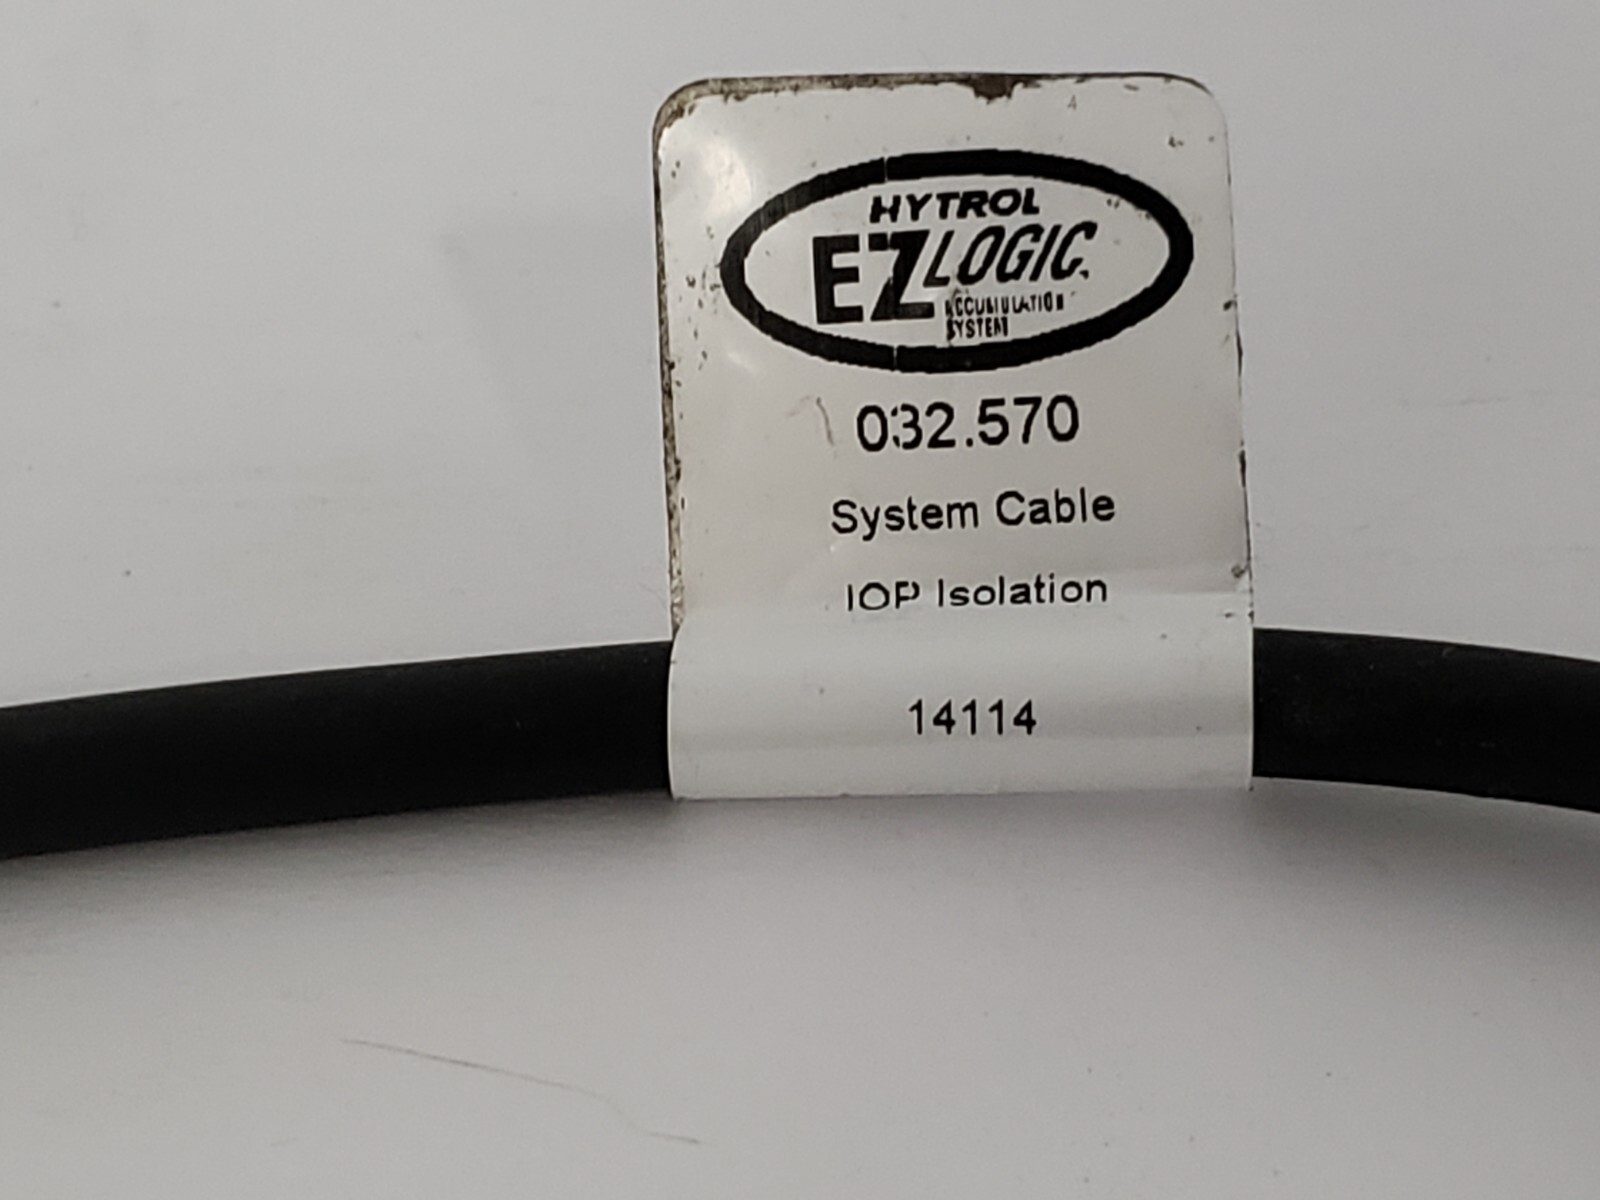 HYTROL
EZLOGIC
ACCUMULATION
SYSTEM
032.570
System Cable
IOP Isolation
14114